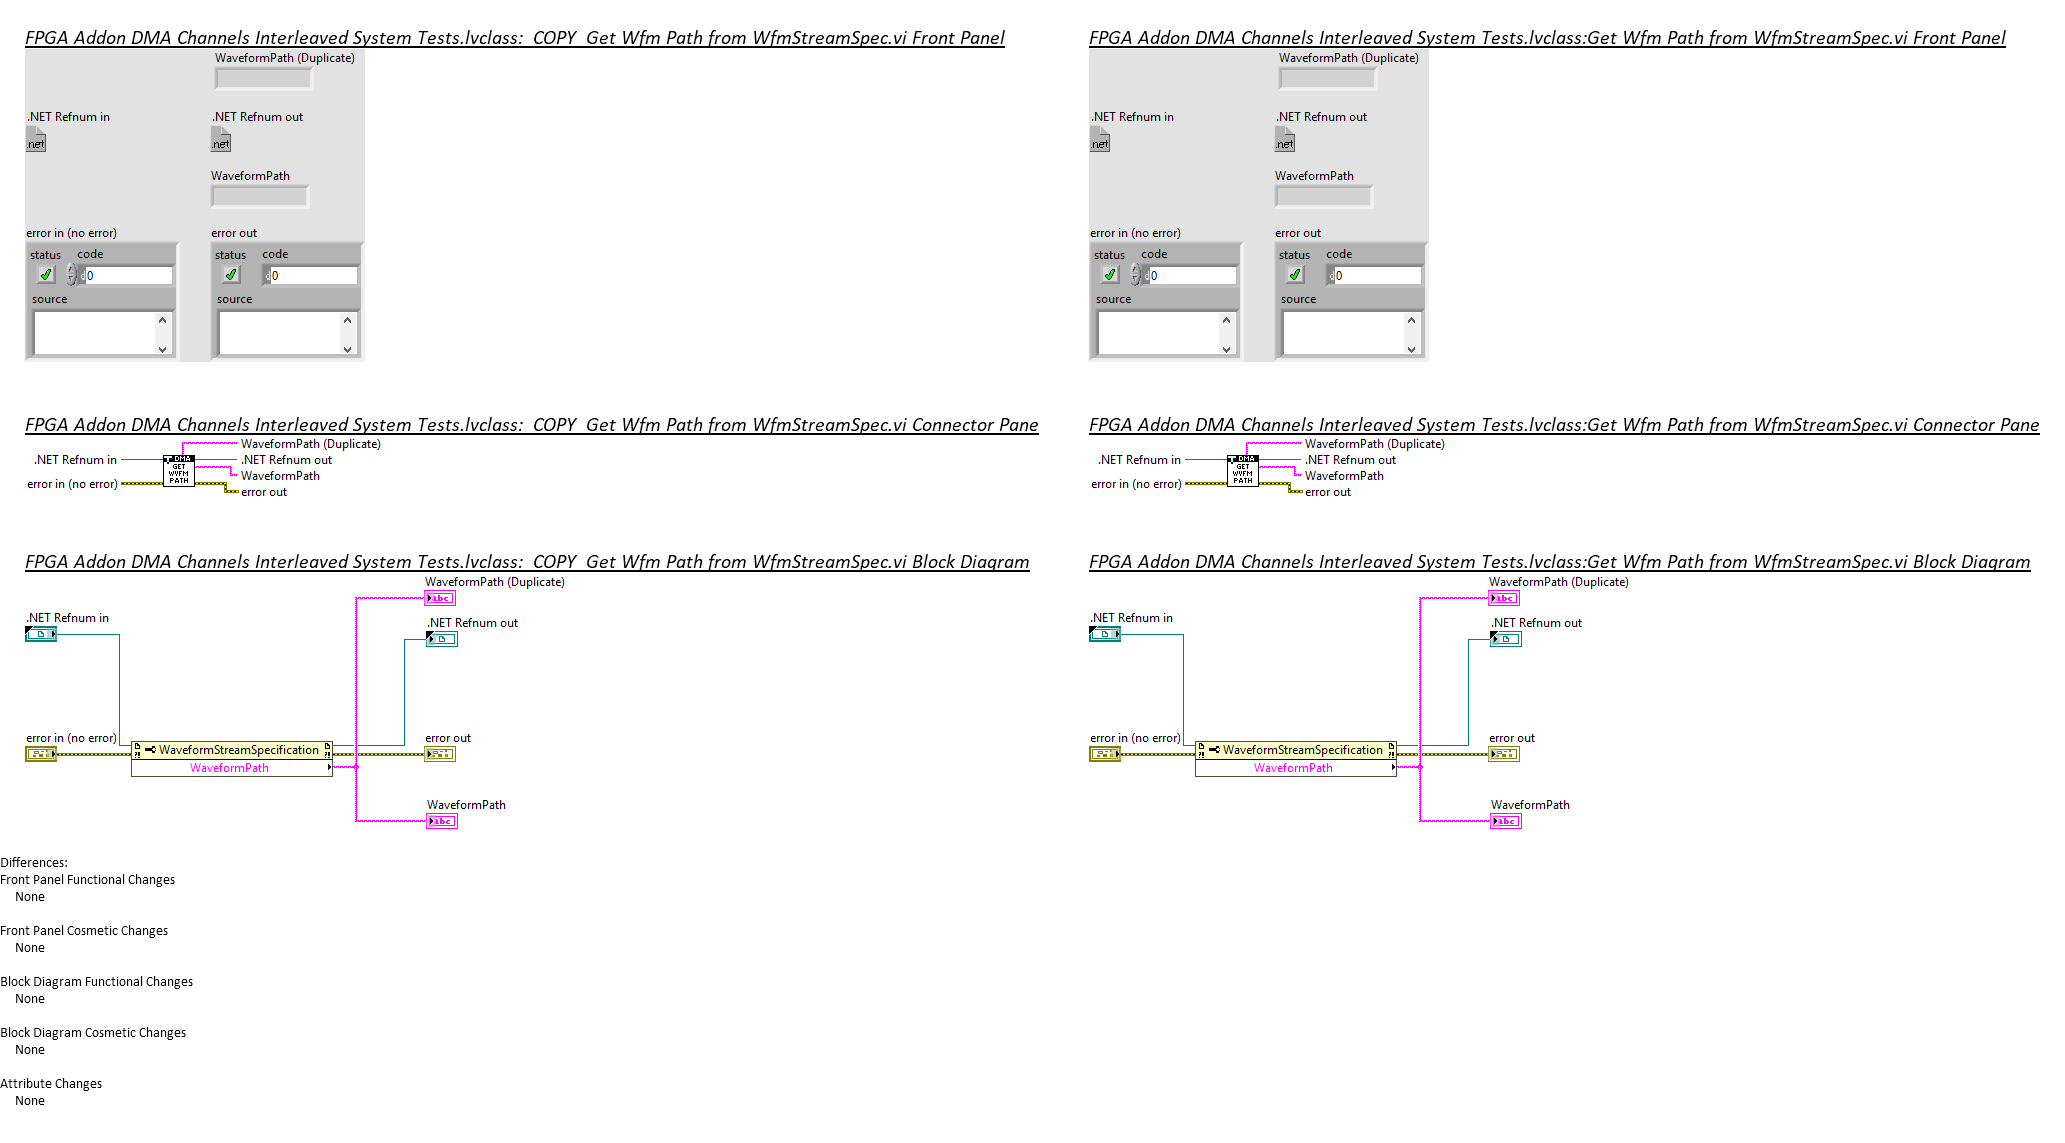 FPGA Addon DMA Channels Interleaved System Tests.lvclass:  COPY  Get Wfm Path from WfmStreamSpec.vi Front Panel
WaveformPath (Duplicate)
.NET Refnum in
.NET Refnum out
.net
.net
WaveformPath
error in (no error)
error out
status
code
status
code
0
0
source
source
FPGA Addon DMA Channels Interleaved System Tests.lvclass:Get Wfm Path from WfmStreamSpec.vi Front Panel
WaveformPath (Duplicate)
.NET Refnum in
.NET Refnum out
.net
.net
WaveformPath
error in (no error)
error out
status
code
status
code
0
0
source
source
FPGA Addon DMA Channels Interleaved System Tests.lvclass:  COPY  Get Wfm Path from WfmStreamSpec.vi Connector Pane
WaveformPath (Duplicate)
.NET Refnum in
.NET Refnum out
WaveformPath
error in (no error)
error out
DMA
GET
WVFM
PATH
FPGA Addon DMA Channels Interleaved System Tests.lvclass:Get Wfm Path from WfmStreamSpec.vi Connector Pane
WaveformPath (Duplicate)
.NET Refnum in
.NET Refnum out
WaveformPath
error in (no error)
error out
DMA
GET
WVFM
PATH
FPGA Addon DMA Channels Interleaved System Tests.lvclass:  COPY  Get Wfm Path from WfmStreamSpec.vi Block Diagram
WaveformPath (Duplicate)
abc
.NET Refnum in
.NET Refnum out
error in (no error)
error out
WaveformStreamSpecification
WaveformPath
WaveformPath
abc
FPGA Addon DMA Channels Interleaved System Tests.lvclass:Get Wfm Path from WfmStreamSpec.vi Block Diagram
WaveformPath (Duplicate)
abc
.NET Refnum in
.NET Refnum out
error in (no error)
error out
WaveformStreamSpecification
WaveformPath
WaveformPath
abc
Differences:
Front Panel Functional Changes
None
Front Panel Cosmetic Changes
None
Block Diagram Functional Changes
None
Block Diagram Cosmetic Changes
None
Attribute Changes
None